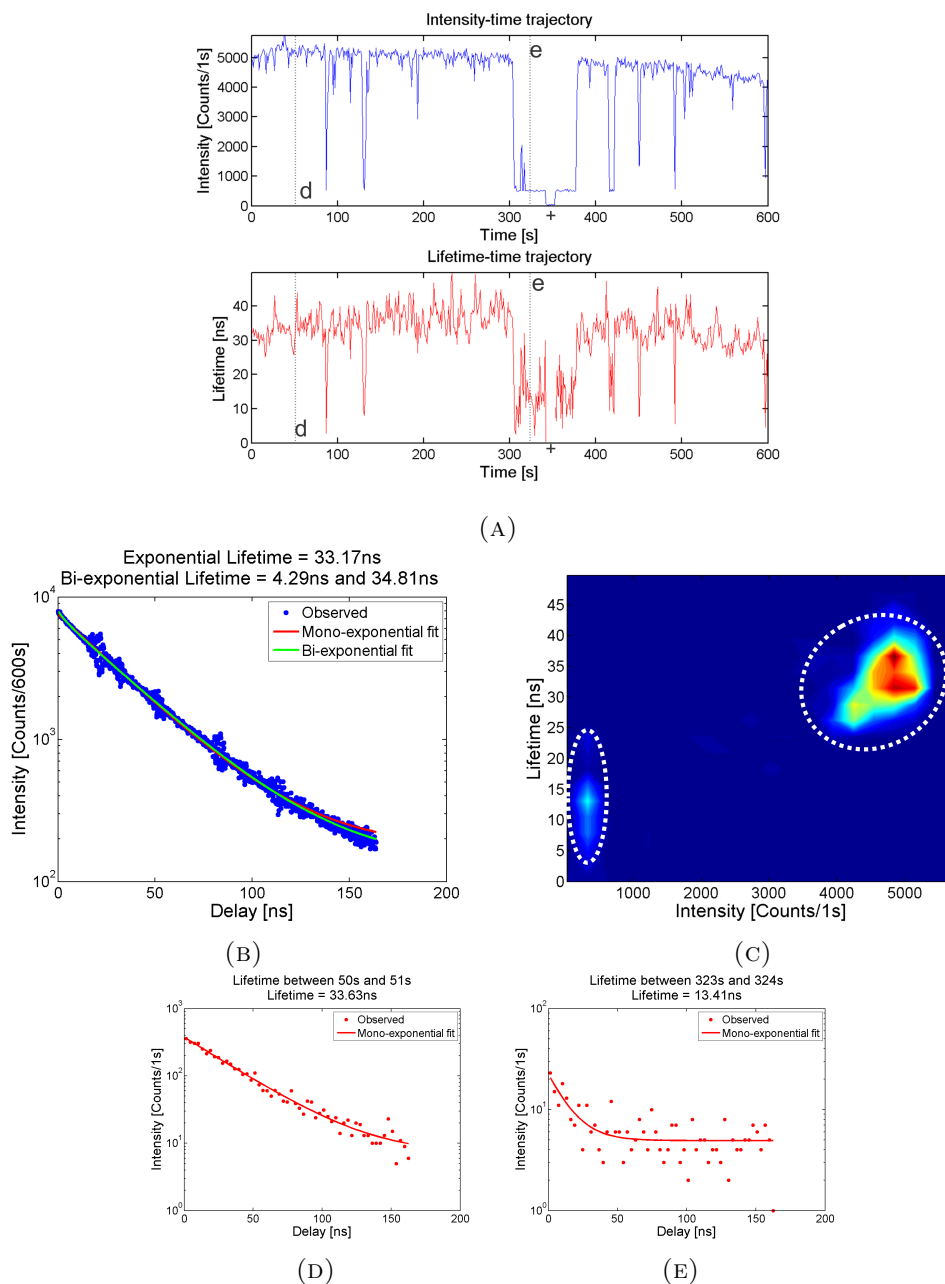 Intensity-time trajectory
Intensity [Counts/1s]
5000
4000
3000
2000
1000
0
d
e
+
0 100 200 300 400 500 600
Time [s]
Lifetime-time trajectory
Lifetime [ns]
40
30
20
10
0
d
e
+
0 100 200 300 400 500 600
Time [s]
(A)
Exponential Lifetime = 33.17ns
Bi-exponential Lifetime = 4.29ns and 34.81ns
Intensity [Counts/600s]
10^4
10^3
10^2
Observed
Mono-exponential fit
Bi-exponential fit
0 50 100 150 200
Delay [ns]
(B)
Lifetime [ns]
45
40
35
30
25
20
15
10
5
0
1000 2000 3000 4000 5000
Intensity [Counts/1s]
(C)
Lifetime between 50s and 51s
Lifetime = 33.63ns
Intensity [Counts/1s]
10^3
10^2
10^1
10^0
Observed
Mono-exponential fit
0 50 100 150 200
Delay [ns]
(D)
Lifetime between 323s and 324s
Lifetime = 13.41ns
Intensity [Counts/1s]
10^2
10^1
10^0
Observed
Mono-exponential fit
0 50 100 150 200
Delay [ns]
(E)